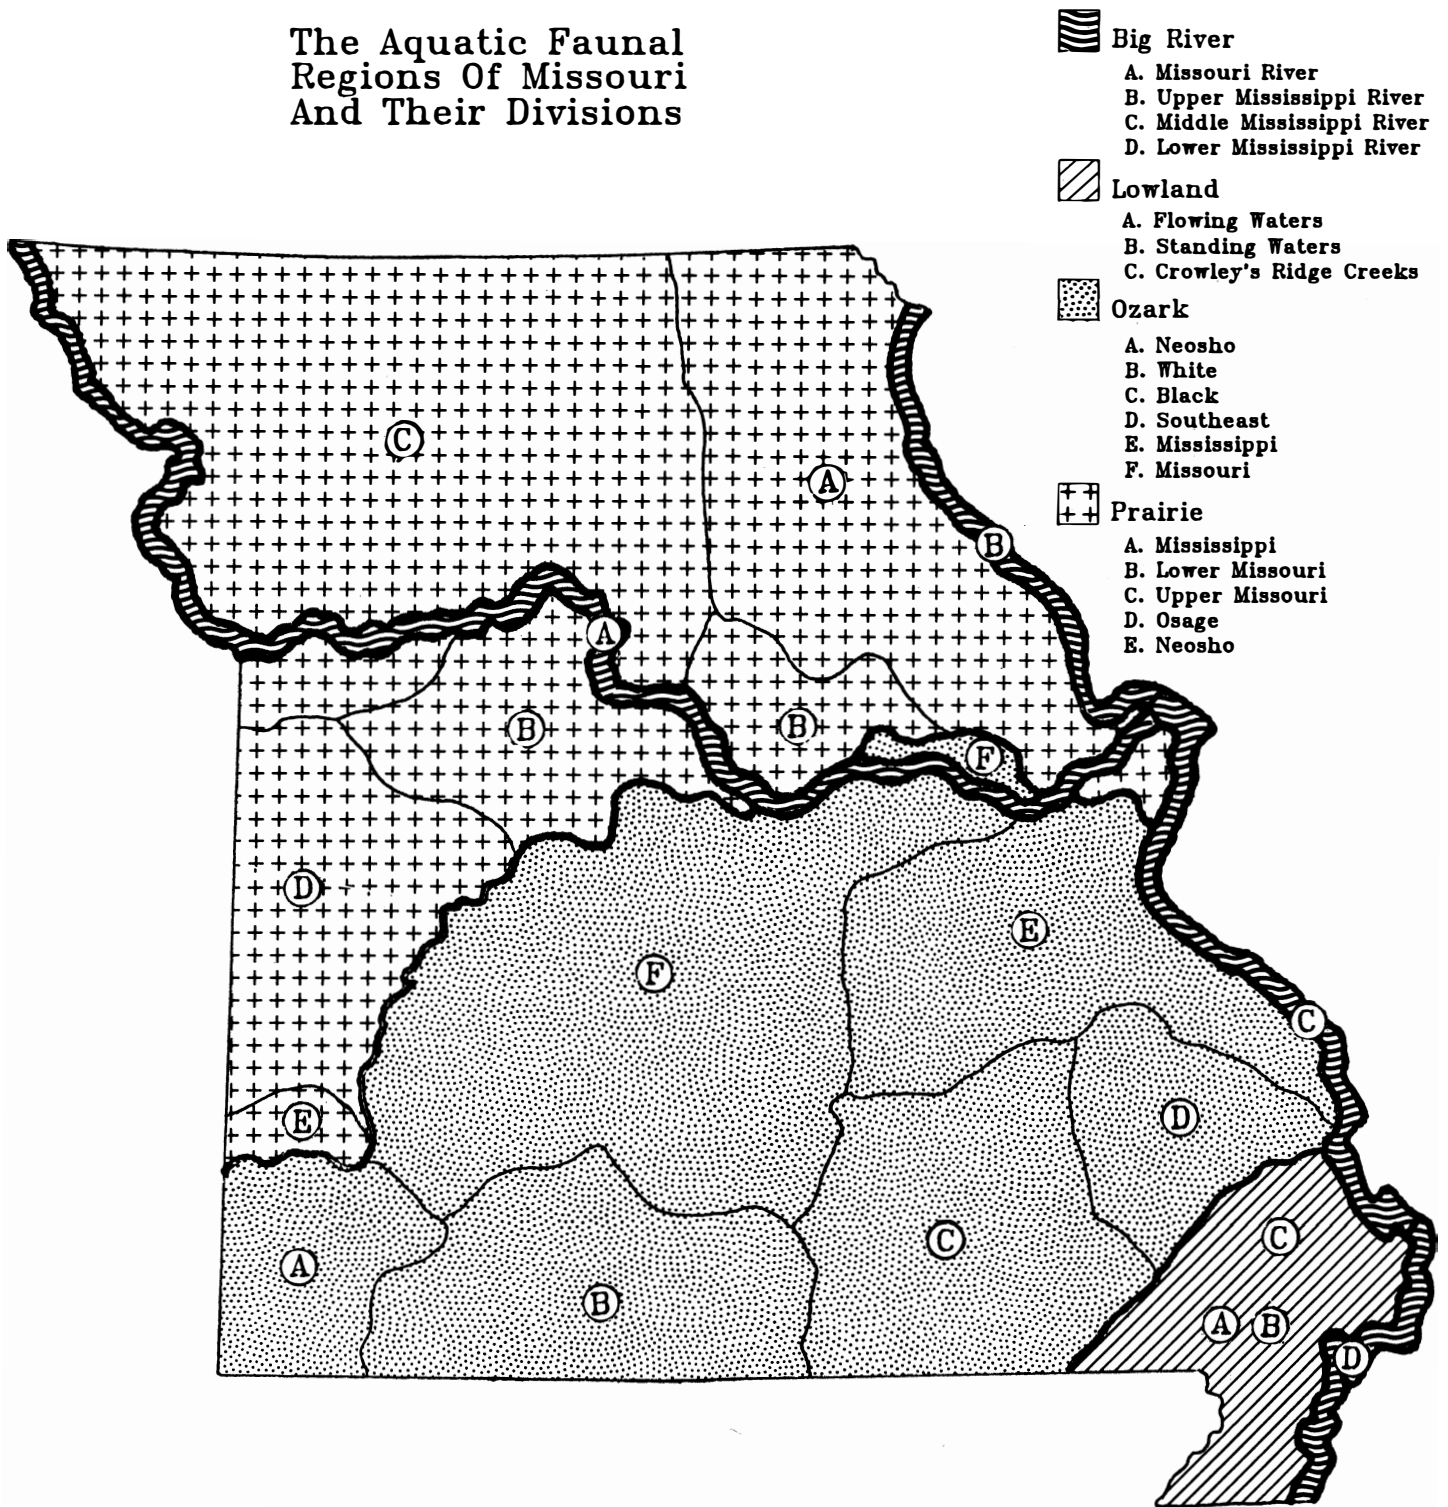 The Aquatic Faunal
Regions Of Missouri
And Their Divisions
Big River
A. Missouri River
B. Upper Mississippi River
C. Middle Mississippi River
D. Lower Mississippi River
Lowland
A. Flowing Waters
B. Standing Waters
C. Crowley's Ridge Creeks
Ozark
A. Neosho
B. White
C. Black
D. Southeast
E. Mississippi
F. Missouri
Prairie
A. Mississippi
B. Lower Missouri
C. Upper Missouri
D. Osage
E. Neosho
C
A
B
A
B
B
F
D
E
F
C
E
D
A
B
C
C
A B
D